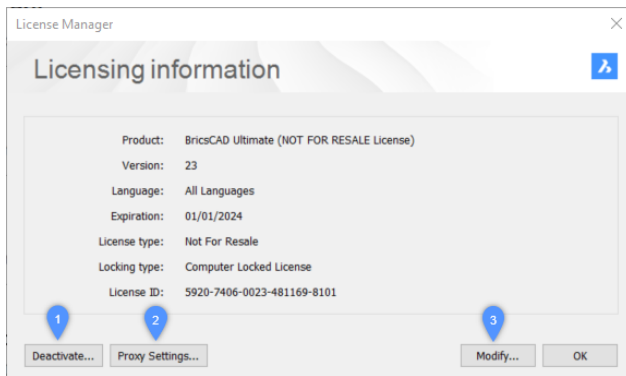 License Manager
Licensing information
Product: BricsCAD Ultimate (NOT FOR RESALE License)
Version: 23
Language: All Languages
Expiration: 01/01/2024
License type: Not For Resale
Locking type: Computer Locked License
License ID: 5920-7406-0023-481169-8101
1
2
3
Deactivate...
Proxy Settings...
Modify...
OK